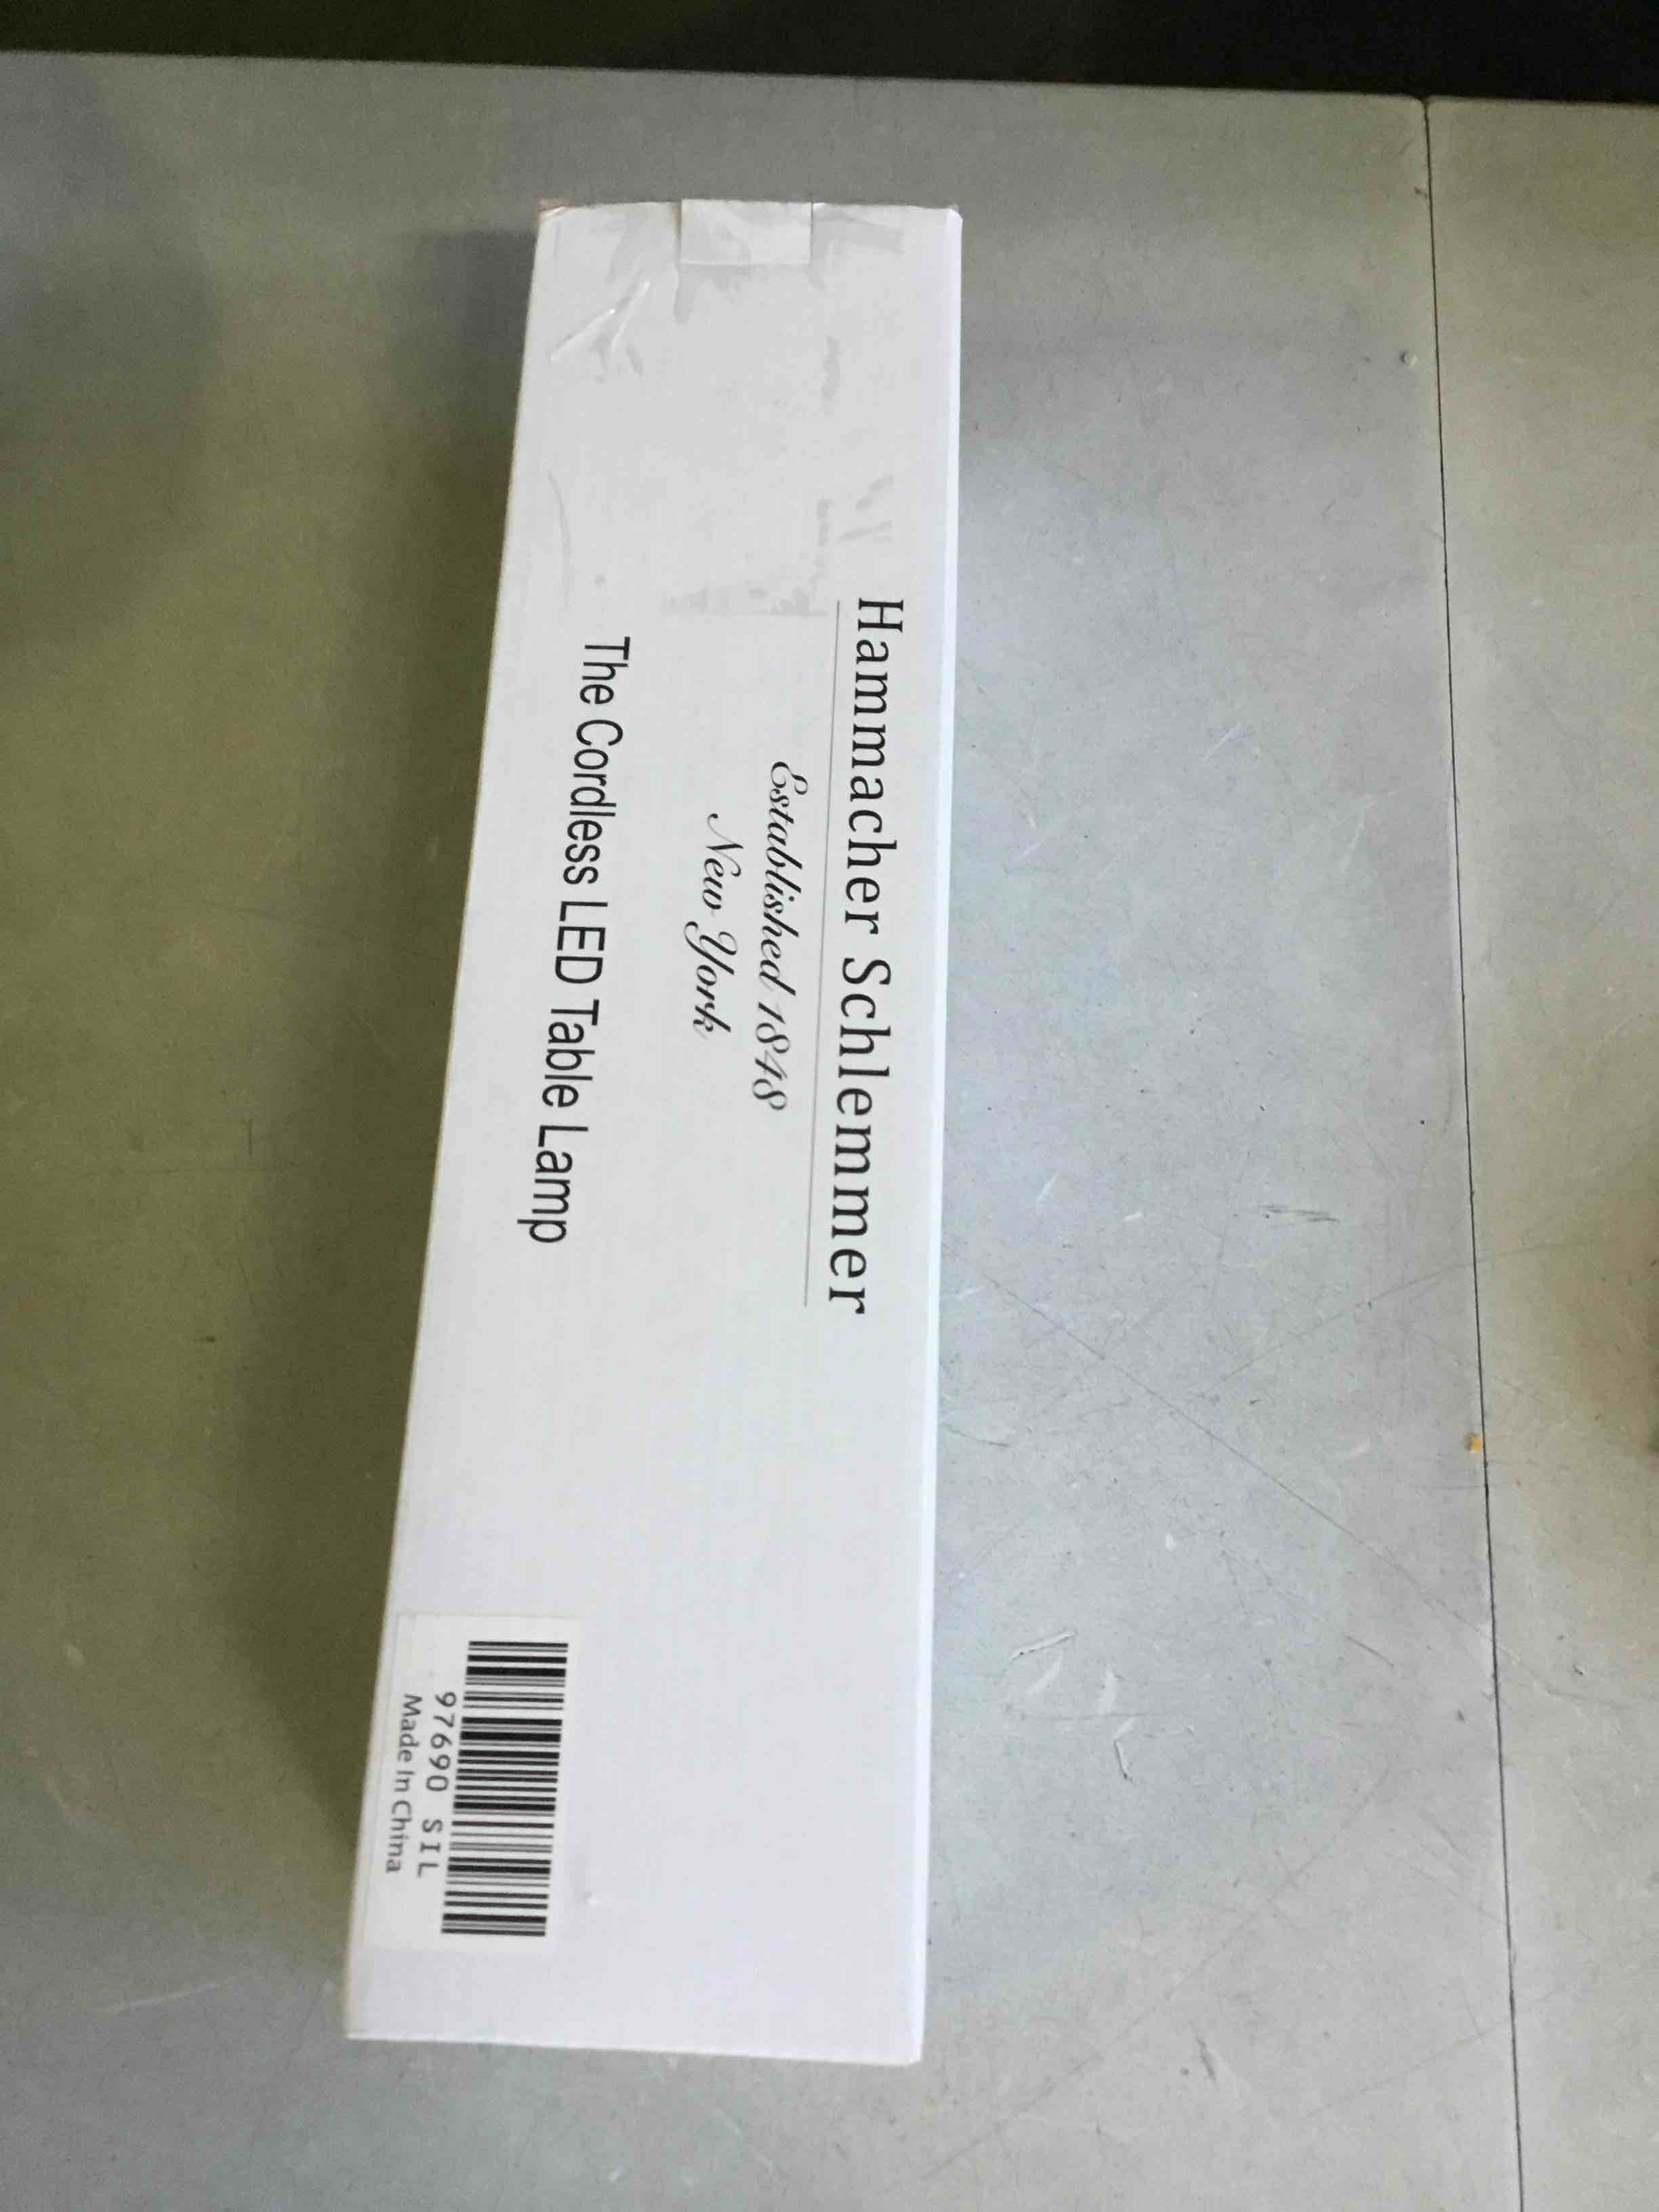 Hammacher Schlemmer
Established 1848
New York
The Cordless LED Table Lamp
97690 SIL
Made In China